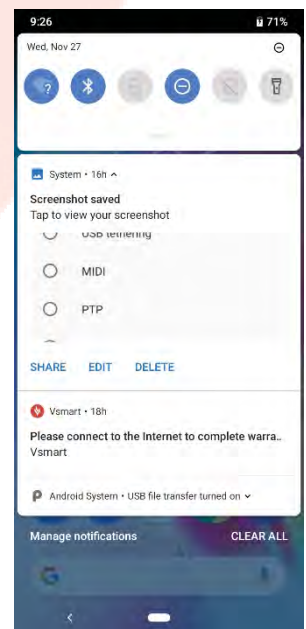 9:26
71%
Wed, Nov 27
System • 16h
Screenshot saved
Tap to view your screenshot
USB tethering
MIDI
PTP
SHARE EDIT DELETE
Vsmart • 18h
Please connect to the Internet to complete warra..
Vsmart
Android System • USB file transfer turned on
Manage notifications CLEAR ALL